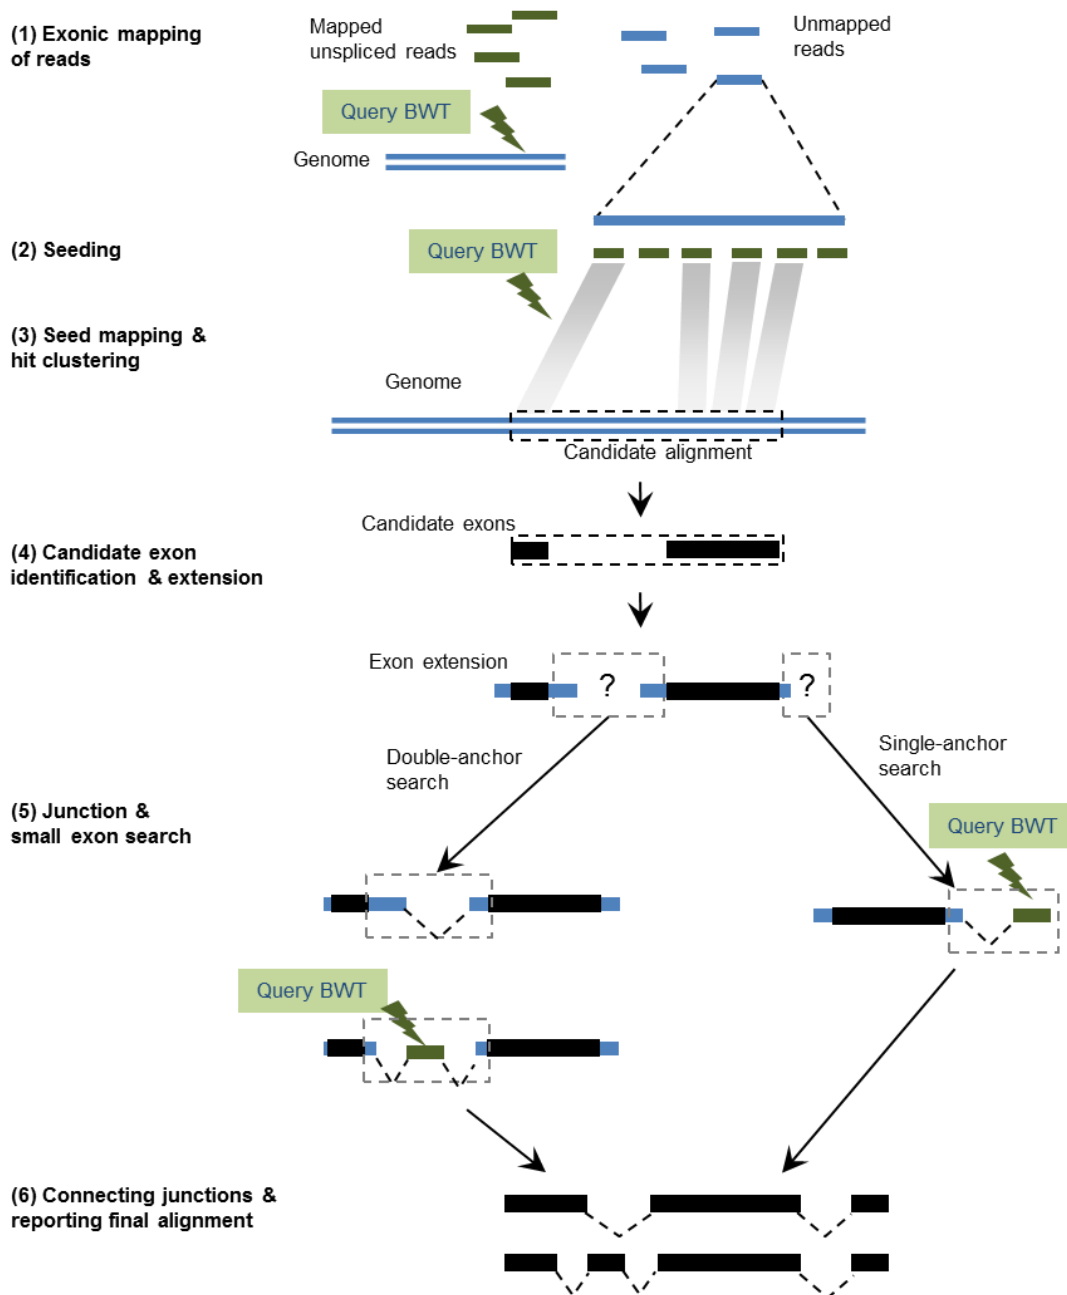 (1) Exonic mapping
of reads
Mapped
unspliced reads
Unmapped
reads
Query BWT
Genome
(2) Seeding
Query BWT
(3) Seed mapping &
hit clustering
Genome
Candidate alignment
Candidate exons
(4) Candidate exon
identification & extension
Exon extension
?
?
Double-anchor
search
Single-anchor
search
(5) Junction &
small exon search
Query BWT
Query BWT
(6) Connecting junctions &
reporting final alignment